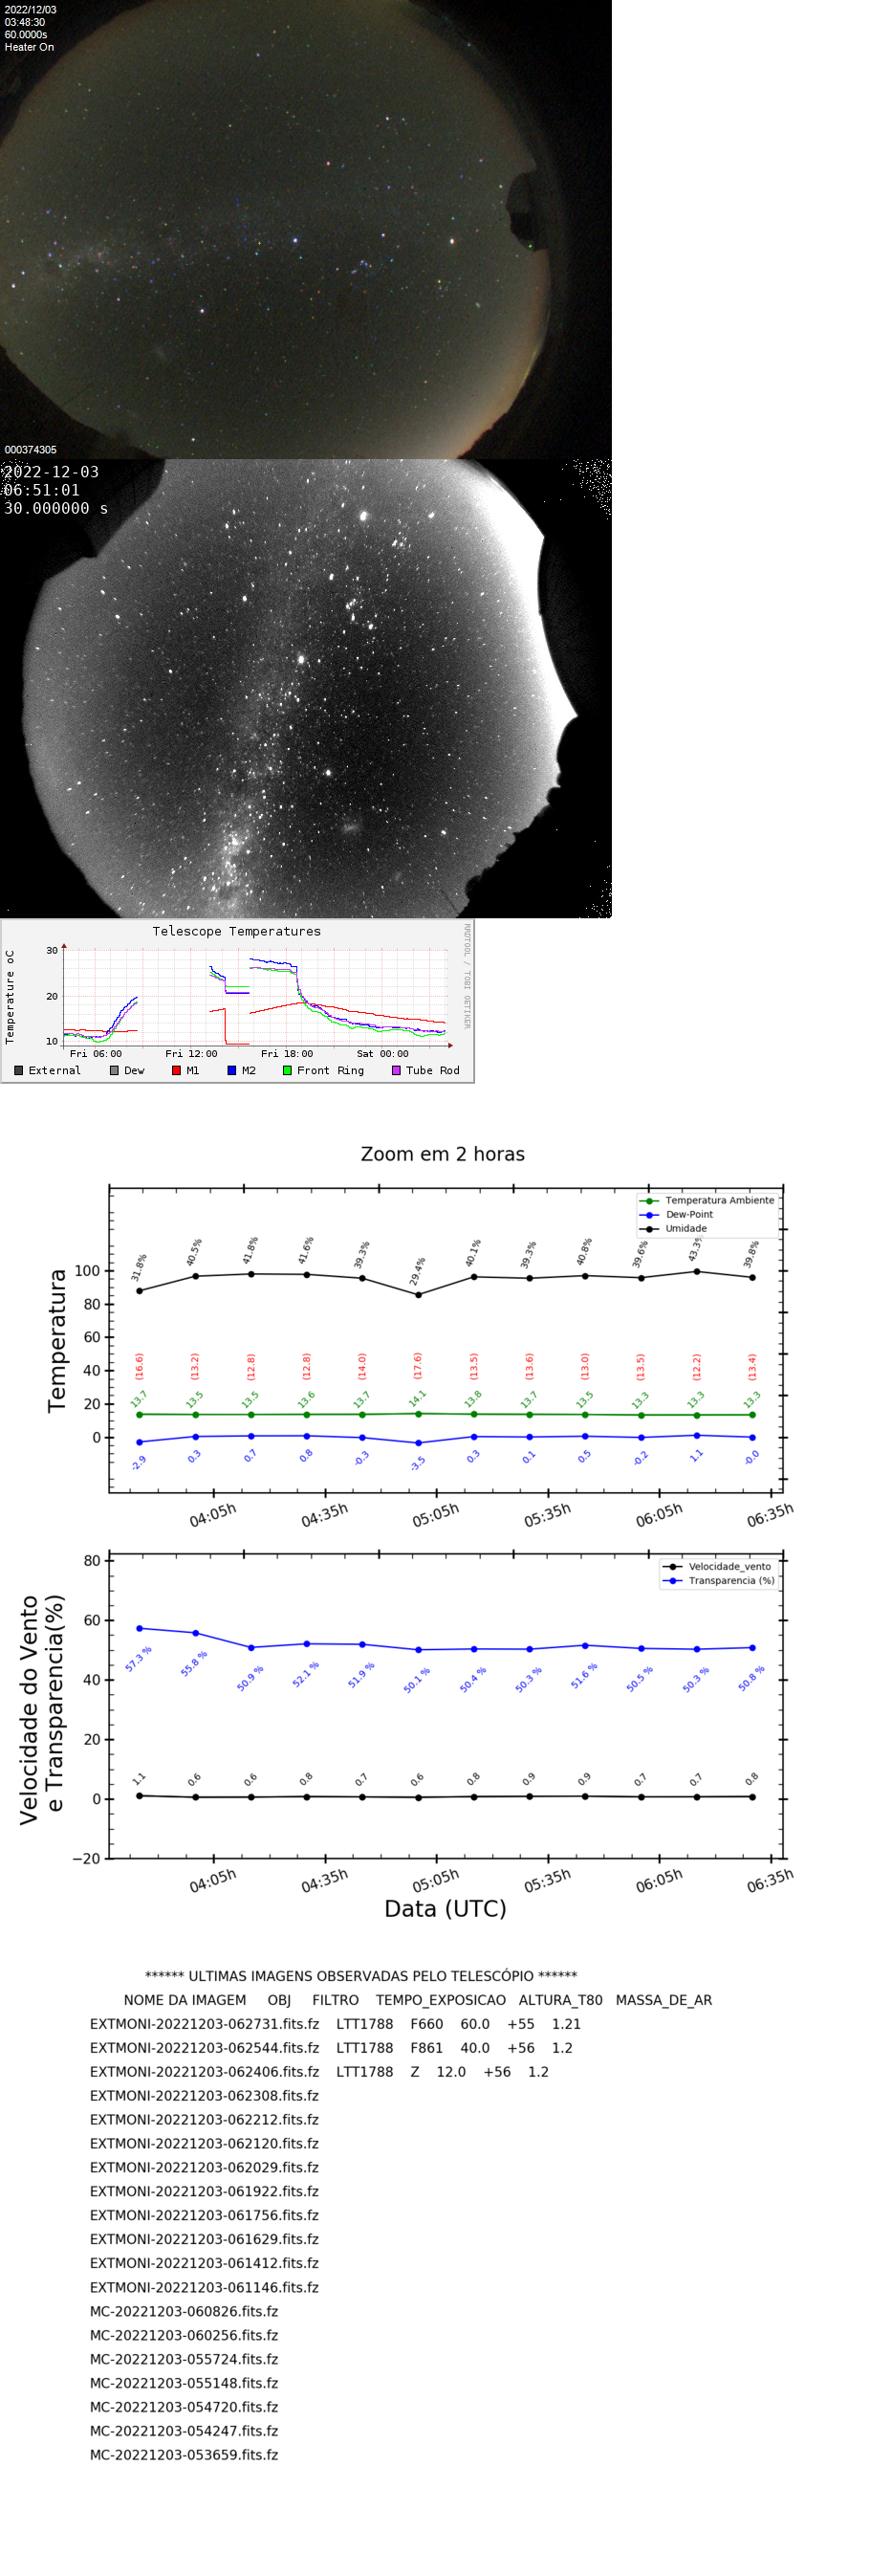 2022/12/03
03:48:30
60.0000s
Heater On
000374305
2022-12-03
06:51:01
30.000000 s
Telescope Temperatures
RRDTOOL / TOBI OETIKER
Temperature oC
30
20
10
Fri 06:00 Fri 12:00 Fri 18:00 Sat 00:00
External Dew M1 M2 Front Ring Tube Rod
Zoom em 2 horas
Temperatura Ambiente
Dew-Point
Umidade
Temperatura
100
80
60
40
20
0
31.8% 40.5% 41.8% 41.6% 39.3% 29.4% 40.1% 39.3% 40.8% 39.6% 43.3% 39.8%
(16.6) (13.2) (12.8) (12.8) (14.0) (17.6) (13.5) (13.6) (13.0) (13.5) (12.2) (13.4)
13.7 13.5 13.5 13.6 13.7 14.1 13.8 13.7 13.5 13.3 13.3 13.3
-2.9 0.3 0.7 0.8 -0.3 -3.5 0.3 0.1 0.5 -0.2 1.1 -0.0
04:05h 04:35h 05:05h 05:35h 06:05h 06:35h
Velocidade_vento
Transparencia (%)
Velocidade do Vento
e Transparencia(%)
80
60
40
20
0
−20
57.3 % 55.8 % 50.9 % 52.1 % 51.9 % 50.1 % 50.4 % 50.3 % 51.6 % 50.5 % 50.3 % 50.8 %
1.1 0.6 0.6 0.8 0.7 0.6 0.8 0.9 0.9 0.7 0.7 0.8
04:05h 04:35h 05:05h 05:35h 06:05h 06:35h
Data (UTC)
****** ULTIMAS IMAGENS OBSERVADAS PELO TELESCÓPIO ******
NOME DA IMAGEM OBJ FILTRO TEMPO_EXPOSICAO ALTURA_T80 MASSA_DE_AR
EXTMONI-20221203-062731.fits.fz LTT1788 F660 60.0 +55 1.21
EXTMONI-20221203-062544.fits.fz LTT1788 F861 40.0 +56 1.2
EXTMONI-20221203-062406.fits.fz LTT1788 Z 12.0 +56 1.2
EXTMONI-20221203-062308.fits.fz
EXTMONI-20221203-062212.fits.fz
EXTMONI-20221203-062120.fits.fz
EXTMONI-20221203-062029.fits.fz
EXTMONI-20221203-061922.fits.fz
EXTMONI-20221203-061756.fits.fz
EXTMONI-20221203-061629.fits.fz
EXTMONI-20221203-061412.fits.fz
EXTMONI-20221203-061146.fits.fz
MC-20221203-060826.fits.fz
MC-20221203-060256.fits.fz
MC-20221203-055724.fits.fz
MC-20221203-055148.fits.fz
MC-20221203-054720.fits.fz
MC-20221203-054247.fits.fz
MC-20221203-053659.fits.fz